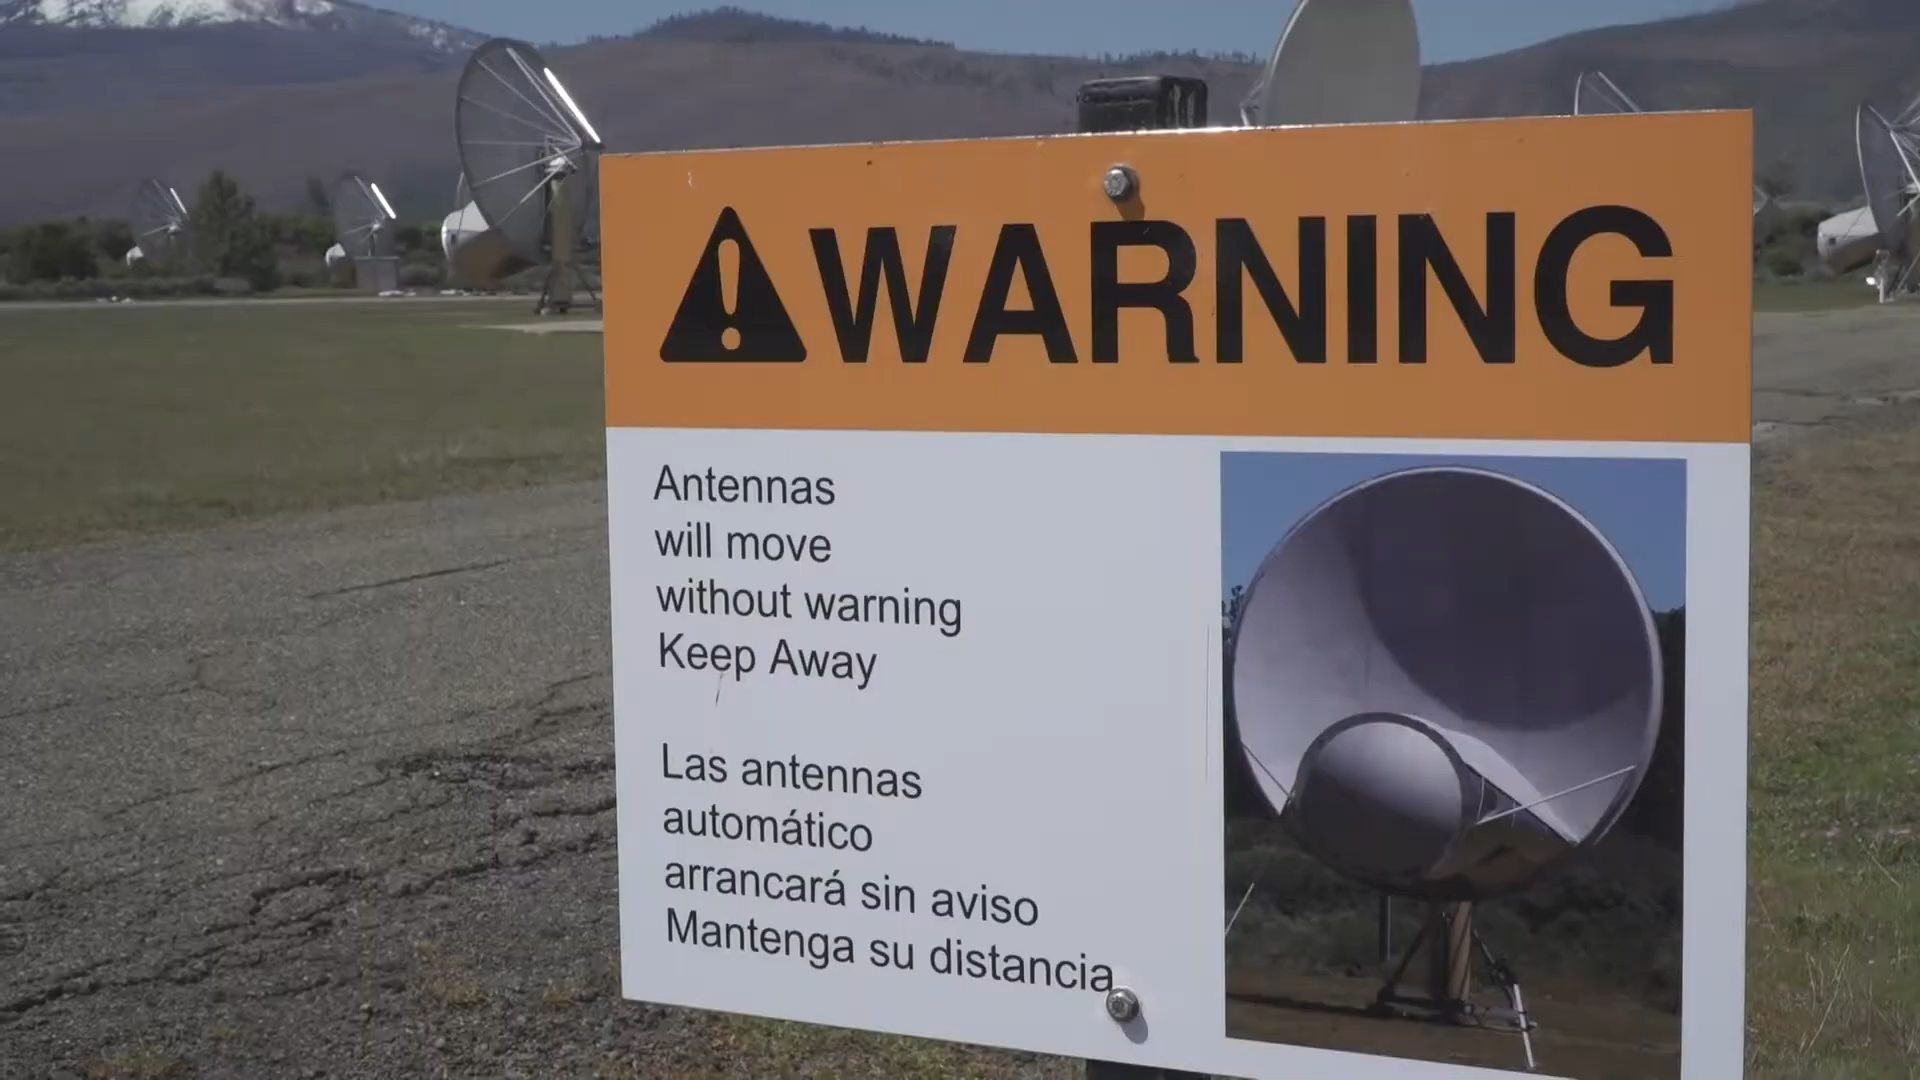 WARNING
Antennas
will move
without warning
Keep Away
Las antennas
automático
arrancará sin aviso
Mantenga su distancia